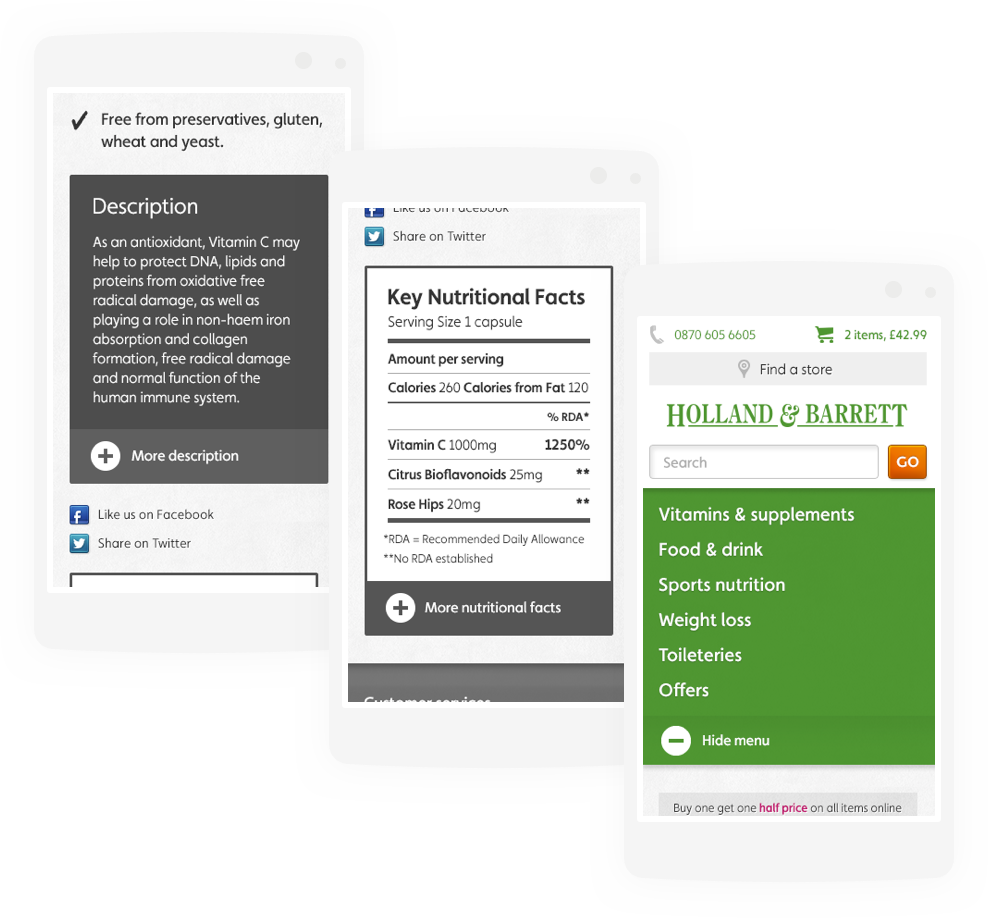 Free from preservatives, gluten,
wheat and yeast.
Description
As an antioxidant, Vitamin C may
help to protect DNA, lipids and
proteins from oxidative free
radical damage, as well as
playing a role in non-haem iron
absorption and collagen
formation, free radical damage
and normal function of the
human immune system.
More description
Like us on Facebook
Share on Twitter
Like us on Facebook
Share on Twitter
Key Nutritional Facts
Serving Size 1 capsule
Amount per serving
Calories 260 Calories from Fat 120
% RDA*
Vitamin C 1000mg 1250%
Citrus Bioflavonoids 25mg **
Rose Hips 20mg **
*RDA = Recommended Daily Allowance
**No RDA established
More nutritional facts
Customer services
0870 605 6605
2 items, £42.99
Find a store
HOLLAND & BARRETT
Search
GO
Vitamins & supplements
Food & drink
Sports nutrition
Weight loss
Toileteries
Offers
Hide menu
Buy one get one half price on all items online